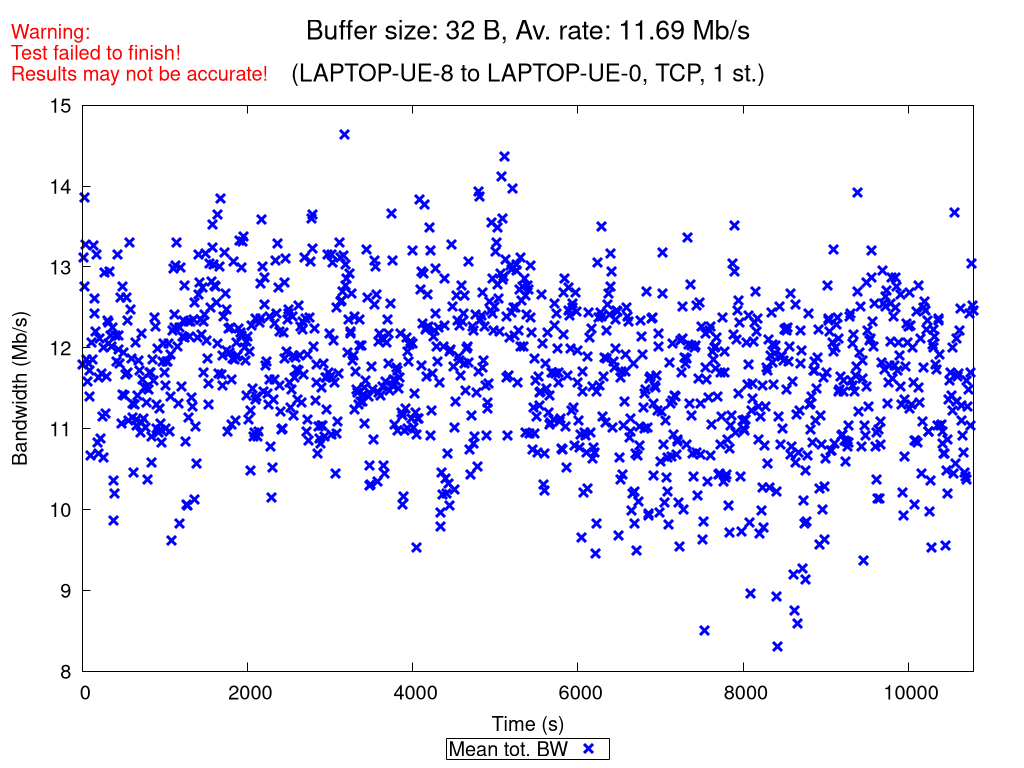 Warning:
Test failed to finish!
Results may not be accurate!
Buffer size: 32 B, Av. rate: 11.69 Mb/s
(LAPTOP-UE-8 to LAPTOP-UE-0, TCP, 1 st.)
15
14
13
12
11
10
9
8
Bandwidth (Mb/s)
0 2000 4000 6000 8000 10000
Time (s)
Mean tot. BW